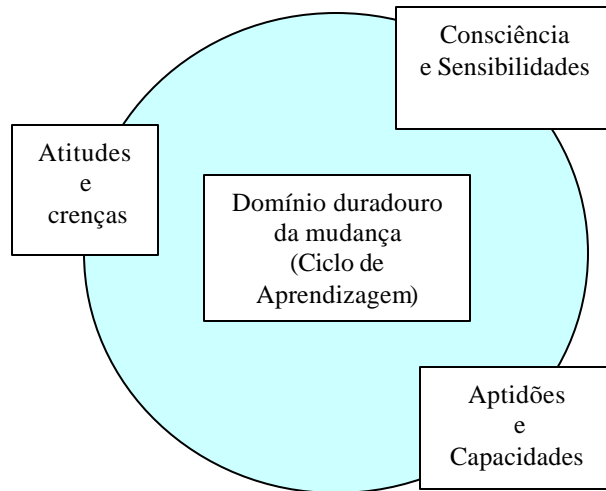 Consciência
e Sensibilidades
Atitudes
e
crenças
Domínio duradouro
da mudança
(Ciclo de
Aprendizagem)
Aptidões
e
Capacidades